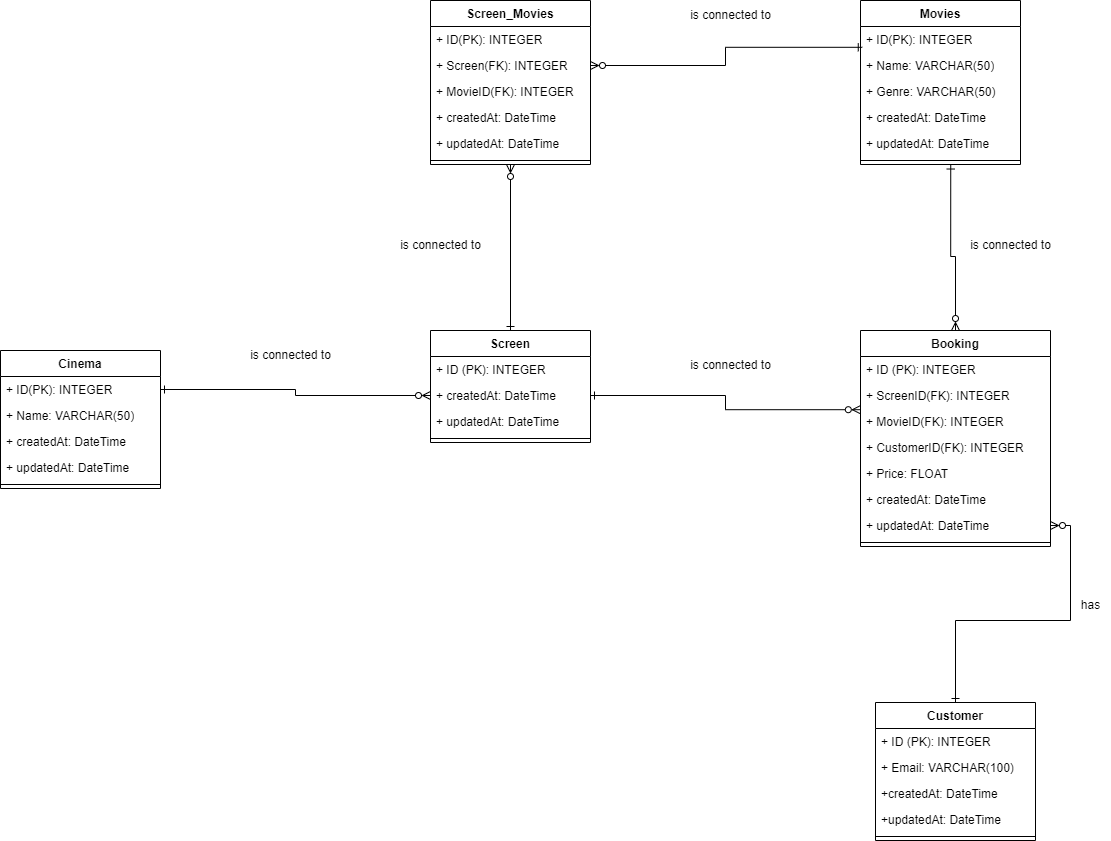 Screen_Movies
+ ID(PK): INTEGER
+ Screen(FK): INTEGER
+ MovieID(FK): INTEGER
+ createdAt: DateTime
+ updatedAt: DateTime
is connected to
Movies
+ ID(PK): INTEGER
+ Name: VARCHAR(50)
+ Genre: VARCHAR(50)
+ createdAt: DateTime
+ updatedAt: DateTime
is connected to
is connected to
Cinema
+ ID(PK): INTEGER
+ Name: VARCHAR(50)
+ createdAt: DateTime
+ updatedAt: DateTime
is connected to
Screen
+ ID (PK): INTEGER
+ createdAt: DateTime
+ updatedAt: DateTime
is connected to
Booking
+ ID (PK): INTEGER
+ ScreenID(FK): INTEGER
+ MovieID(FK): INTEGER
+ CustomerID(FK): INTEGER
+ Price: FLOAT
+ createdAt: DateTime
+ updatedAt: DateTime
has
Customer
+ ID (PK): INTEGER
+ Email: VARCHAR(100)
+createdAt: DateTime
+updatedAt: DateTime